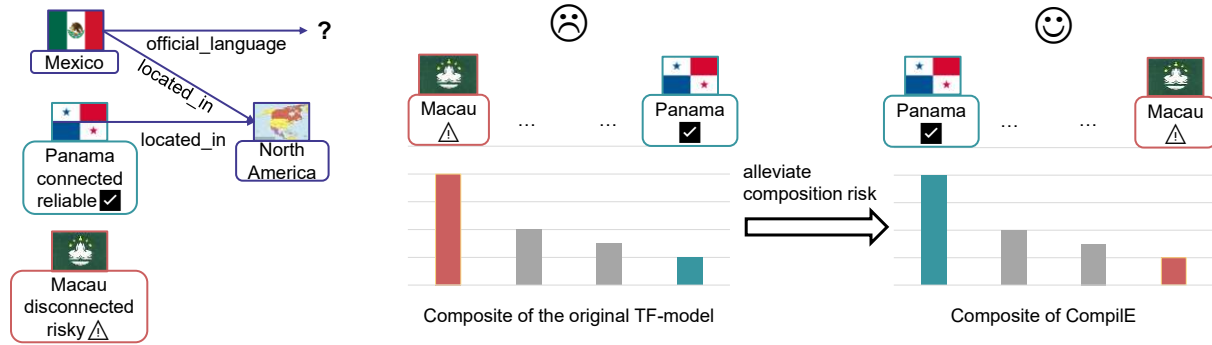 official_language
?
Mexico
located_in
located_in
North
America
Panama
connected
reliable
Macau
disconnected
risky
Macau
...
...
Panama
Composite of the original TF-model
alleviate
composition risk
Panama
...
...
Macau
Composite of CompilE